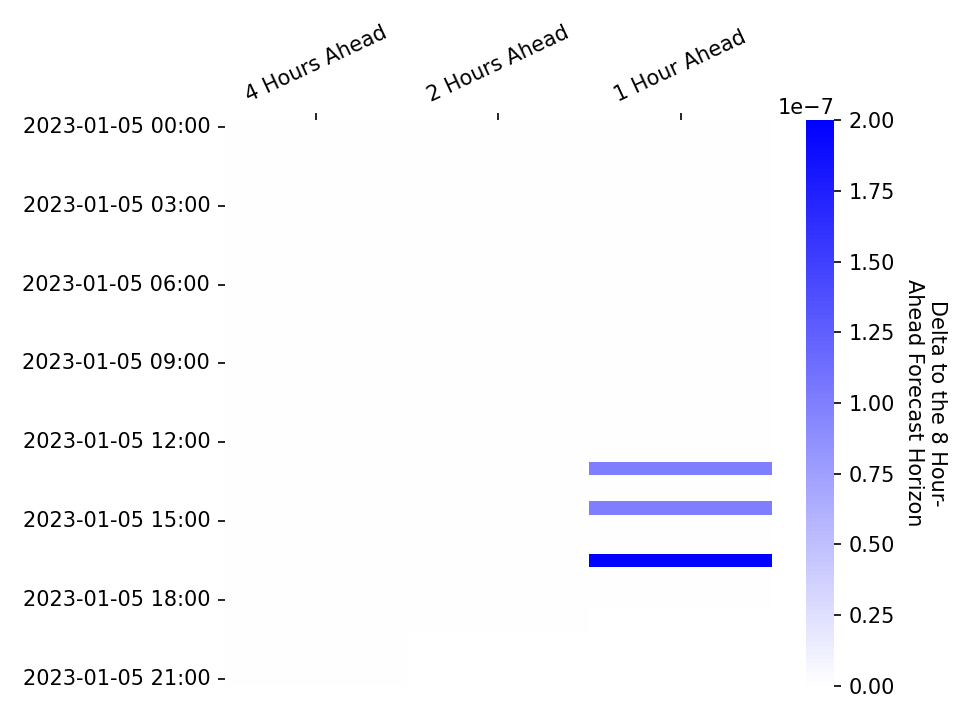 4 Hours Ahead
2 Hours Ahead
1 Hour Ahead
1e−7
2023-01-05 00:00
2023-01-05 03:00
2023-01-05 06:00
2023-01-05 09:00
2023-01-05 12:00
2023-01-05 15:00
2023-01-05 18:00
2023-01-05 21:00
2.00
1.75
1.50
1.25
1.00
0.75
0.50
0.25
0.00
Delta to the 8 Hour-
Ahead Forecast Horizon